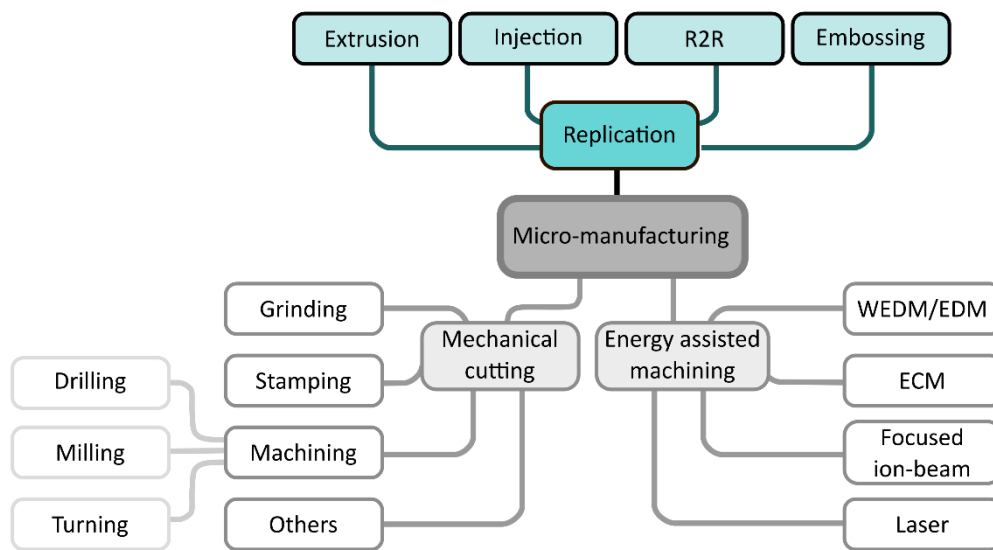 Extrusion
Injection
R2R
Embossing
Replication
Micro-manufacturing
Grinding
Stamping
Machining
Others
Mechanical
cutting
Energy assisted
machining
WEDM/EDM
ECM
Focused
ion-beam
Laser
Drilling
Milling
Turning